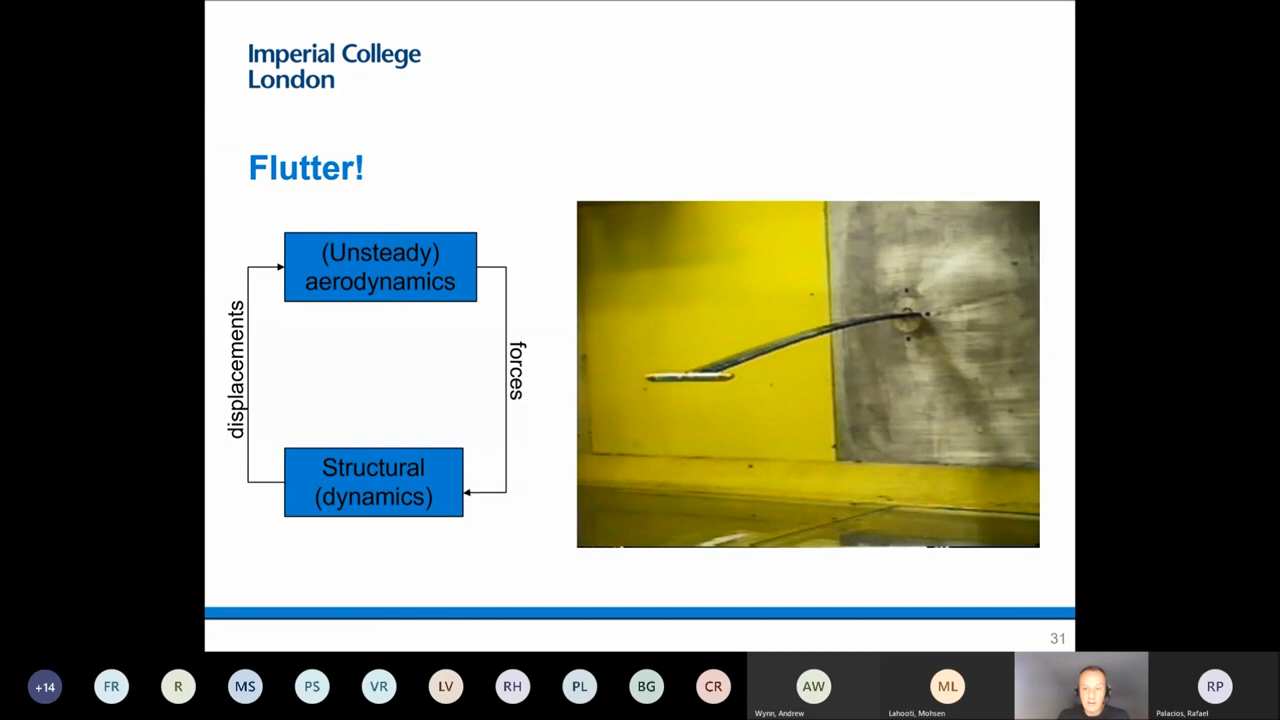 Imperial College
London
Flutter!
(Unsteady)
aerodynamics
displacements
forces
Structural
(dynamics)
31
+14
FR
R
MS
PS
VR
LV
RH
PL
BG
CR
AW
Wynn, Andrew
ML
Lahooti, Mohsen
RP
Palacios, Rafael